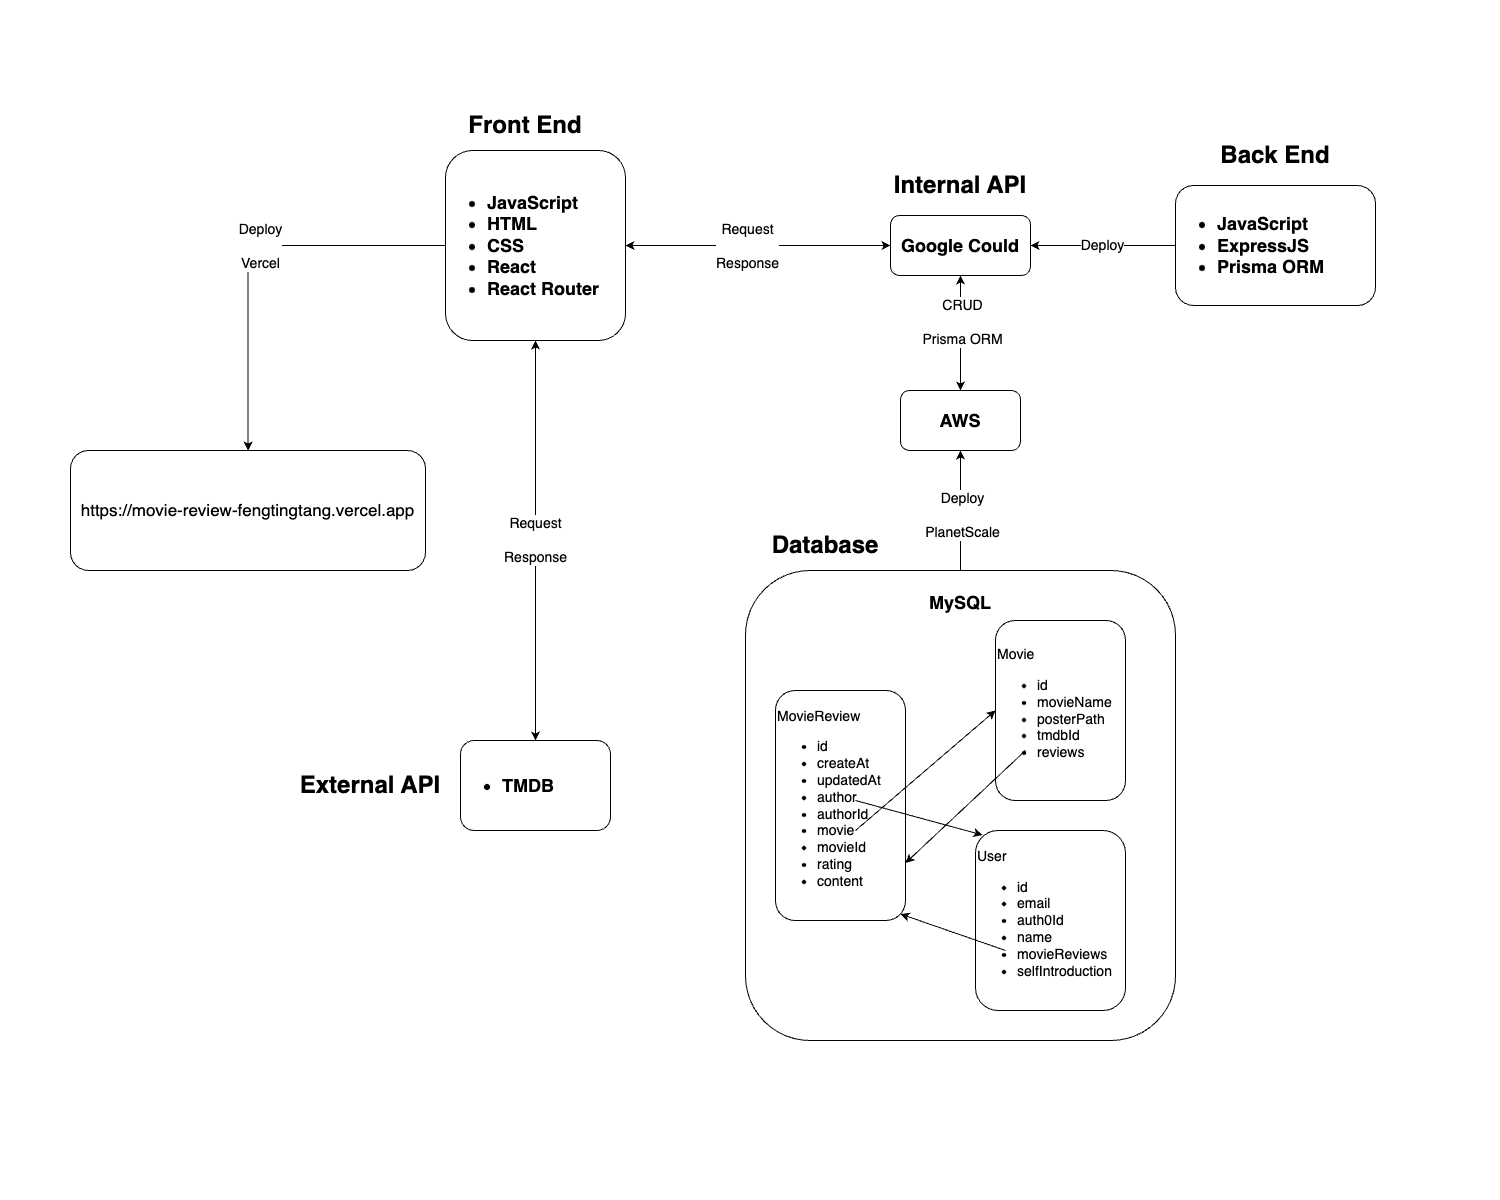 Front End
JavaScript
HTML
CSS
React
React Router
Deploy
Vercel
https://movie-review-fengtingtang.vercel.app
Request
Response
Internal API
Google Could
Deploy
Back End
JavaScript
ExpressJS
Prisma ORM
CRUD
Prisma ORM
AWS
Deploy
PlanetScale
Request
Response
External API
TMDB
Database
MySQL
MovieReview
id
createAt
updatedAt
author
authorId
movie
movieId
rating
content
Movie
id
movieName
posterPath
tmdbId
reviews
User
id
email
auth0Id
name
movieReviews
selfIntroduction